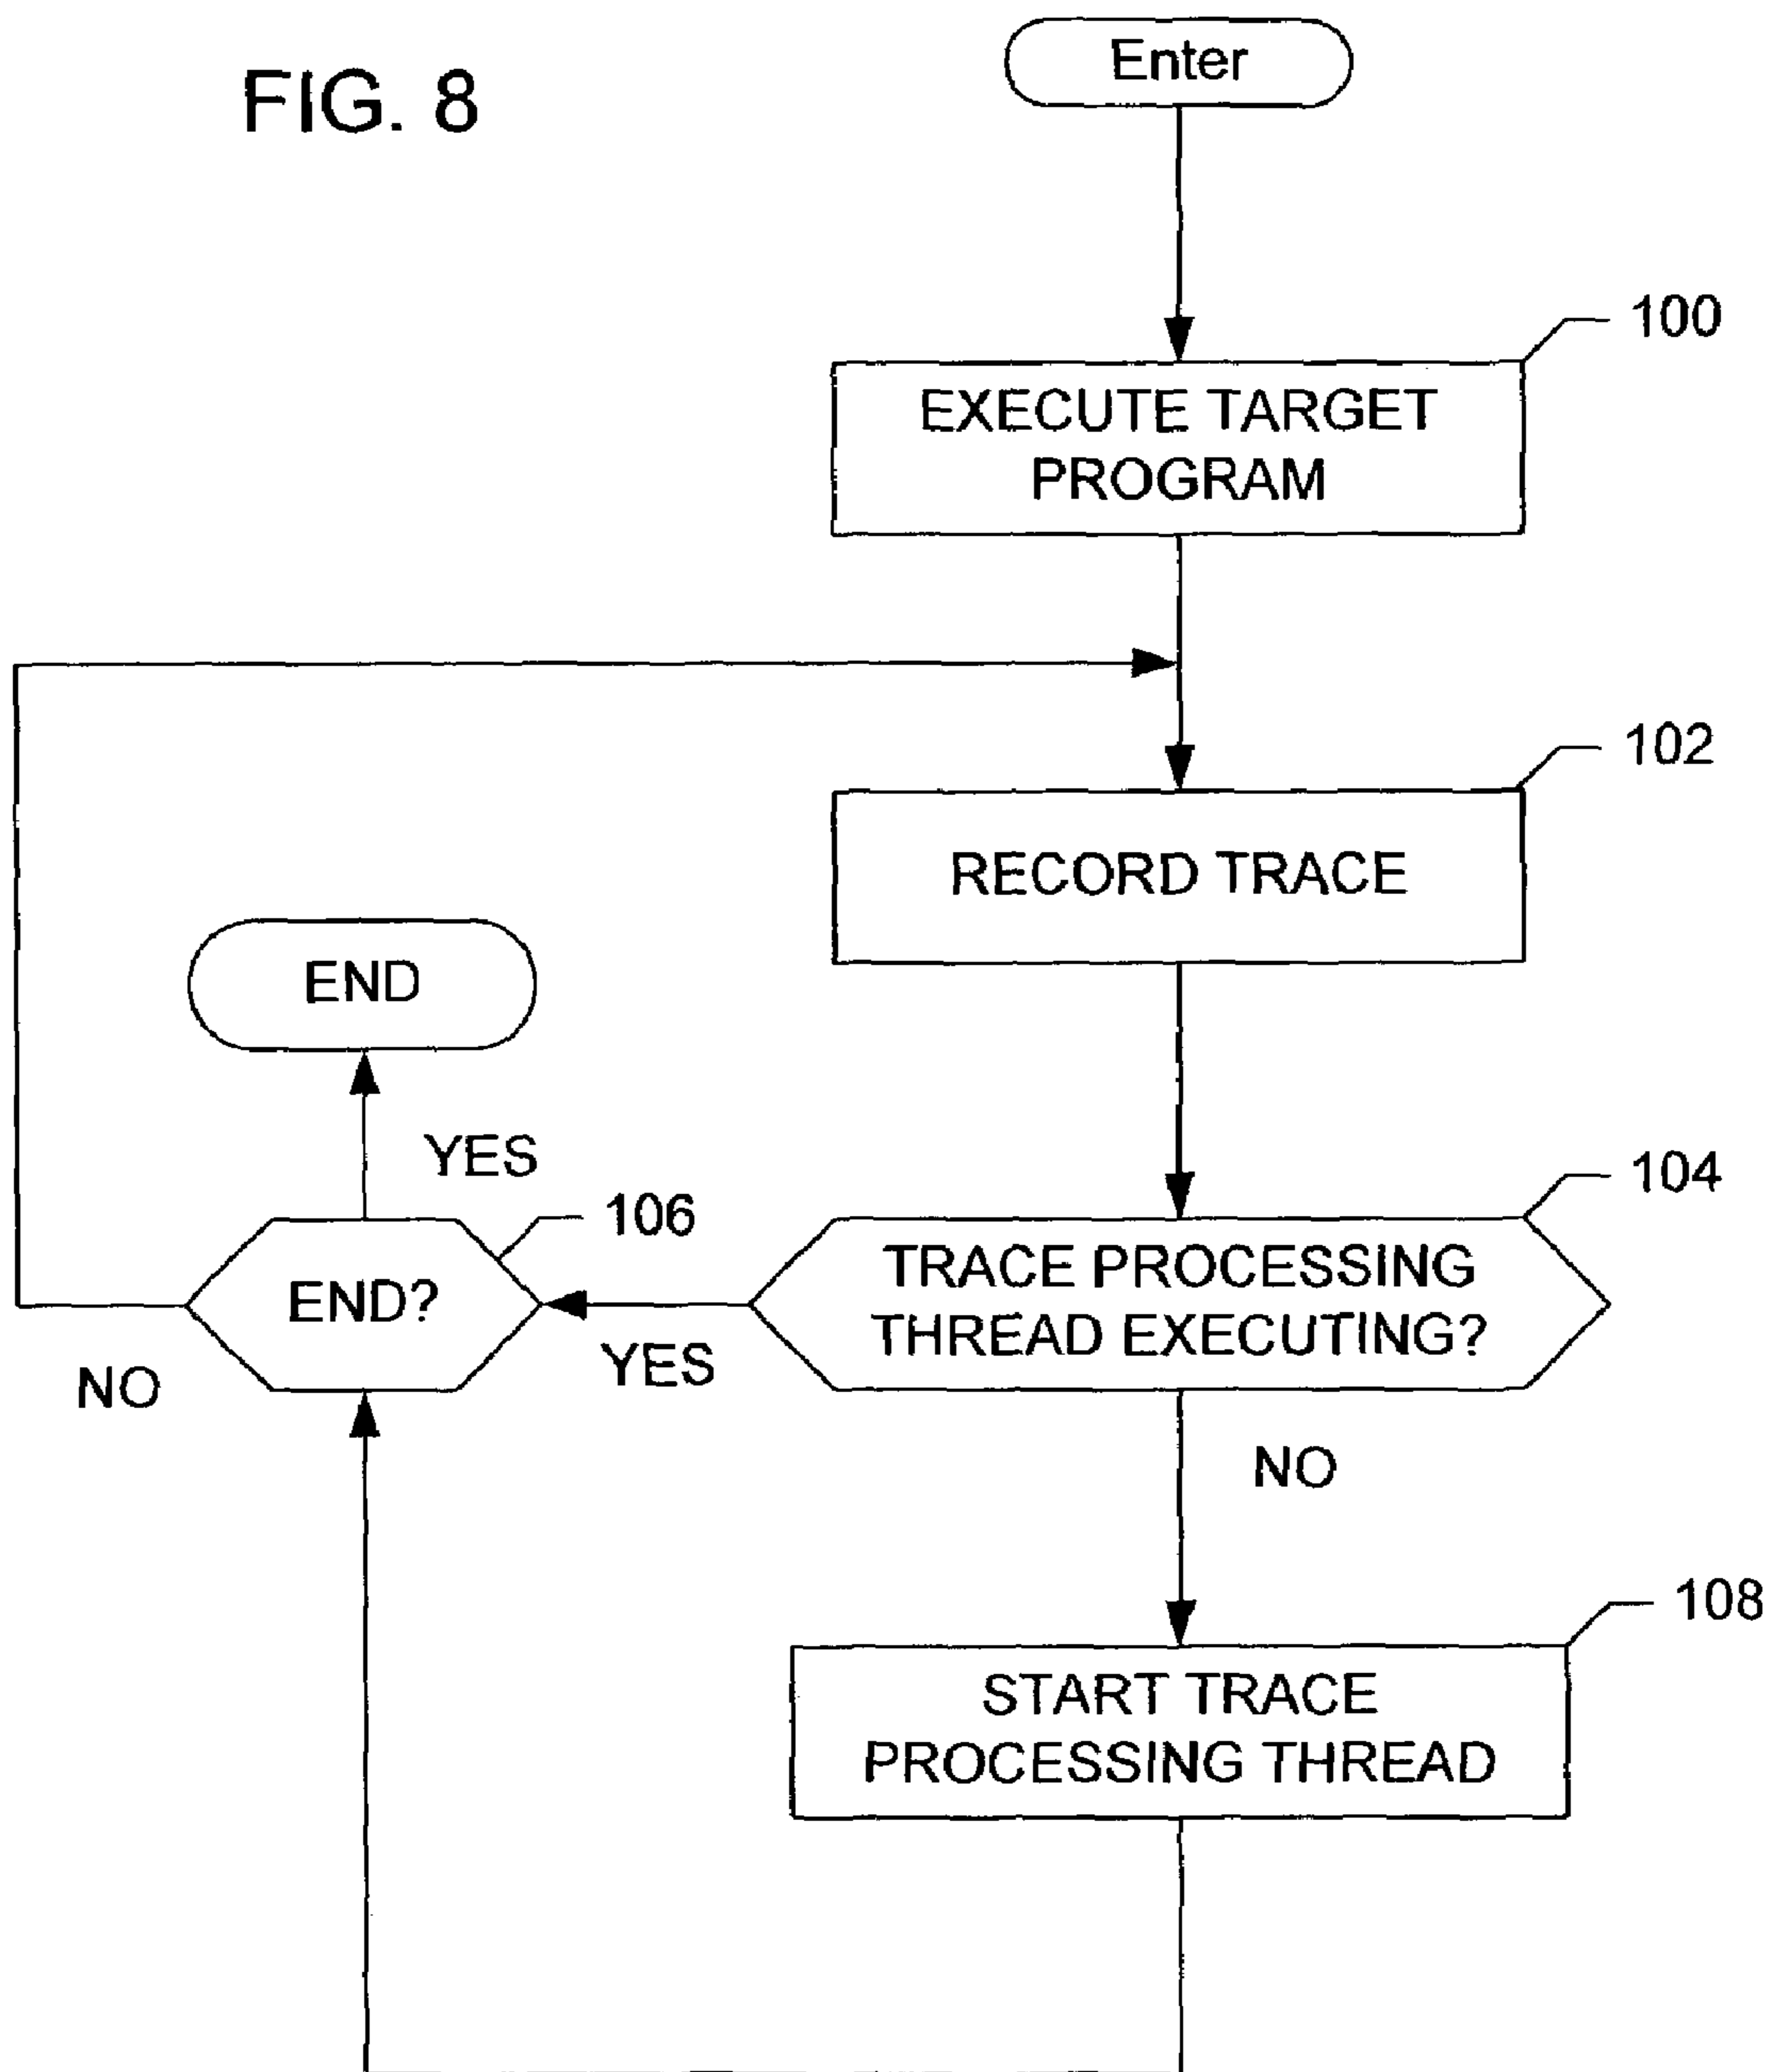 FIG. 8
Enter
100
EXECUTE TARGET
PROGRAM
102
RECORD TRACE
END
YES
104
106
TRACE PROCESSING
THREAD EXECUTING?
END?
YES
NO
NO
108
START TRACE
PROCESSING THREAD